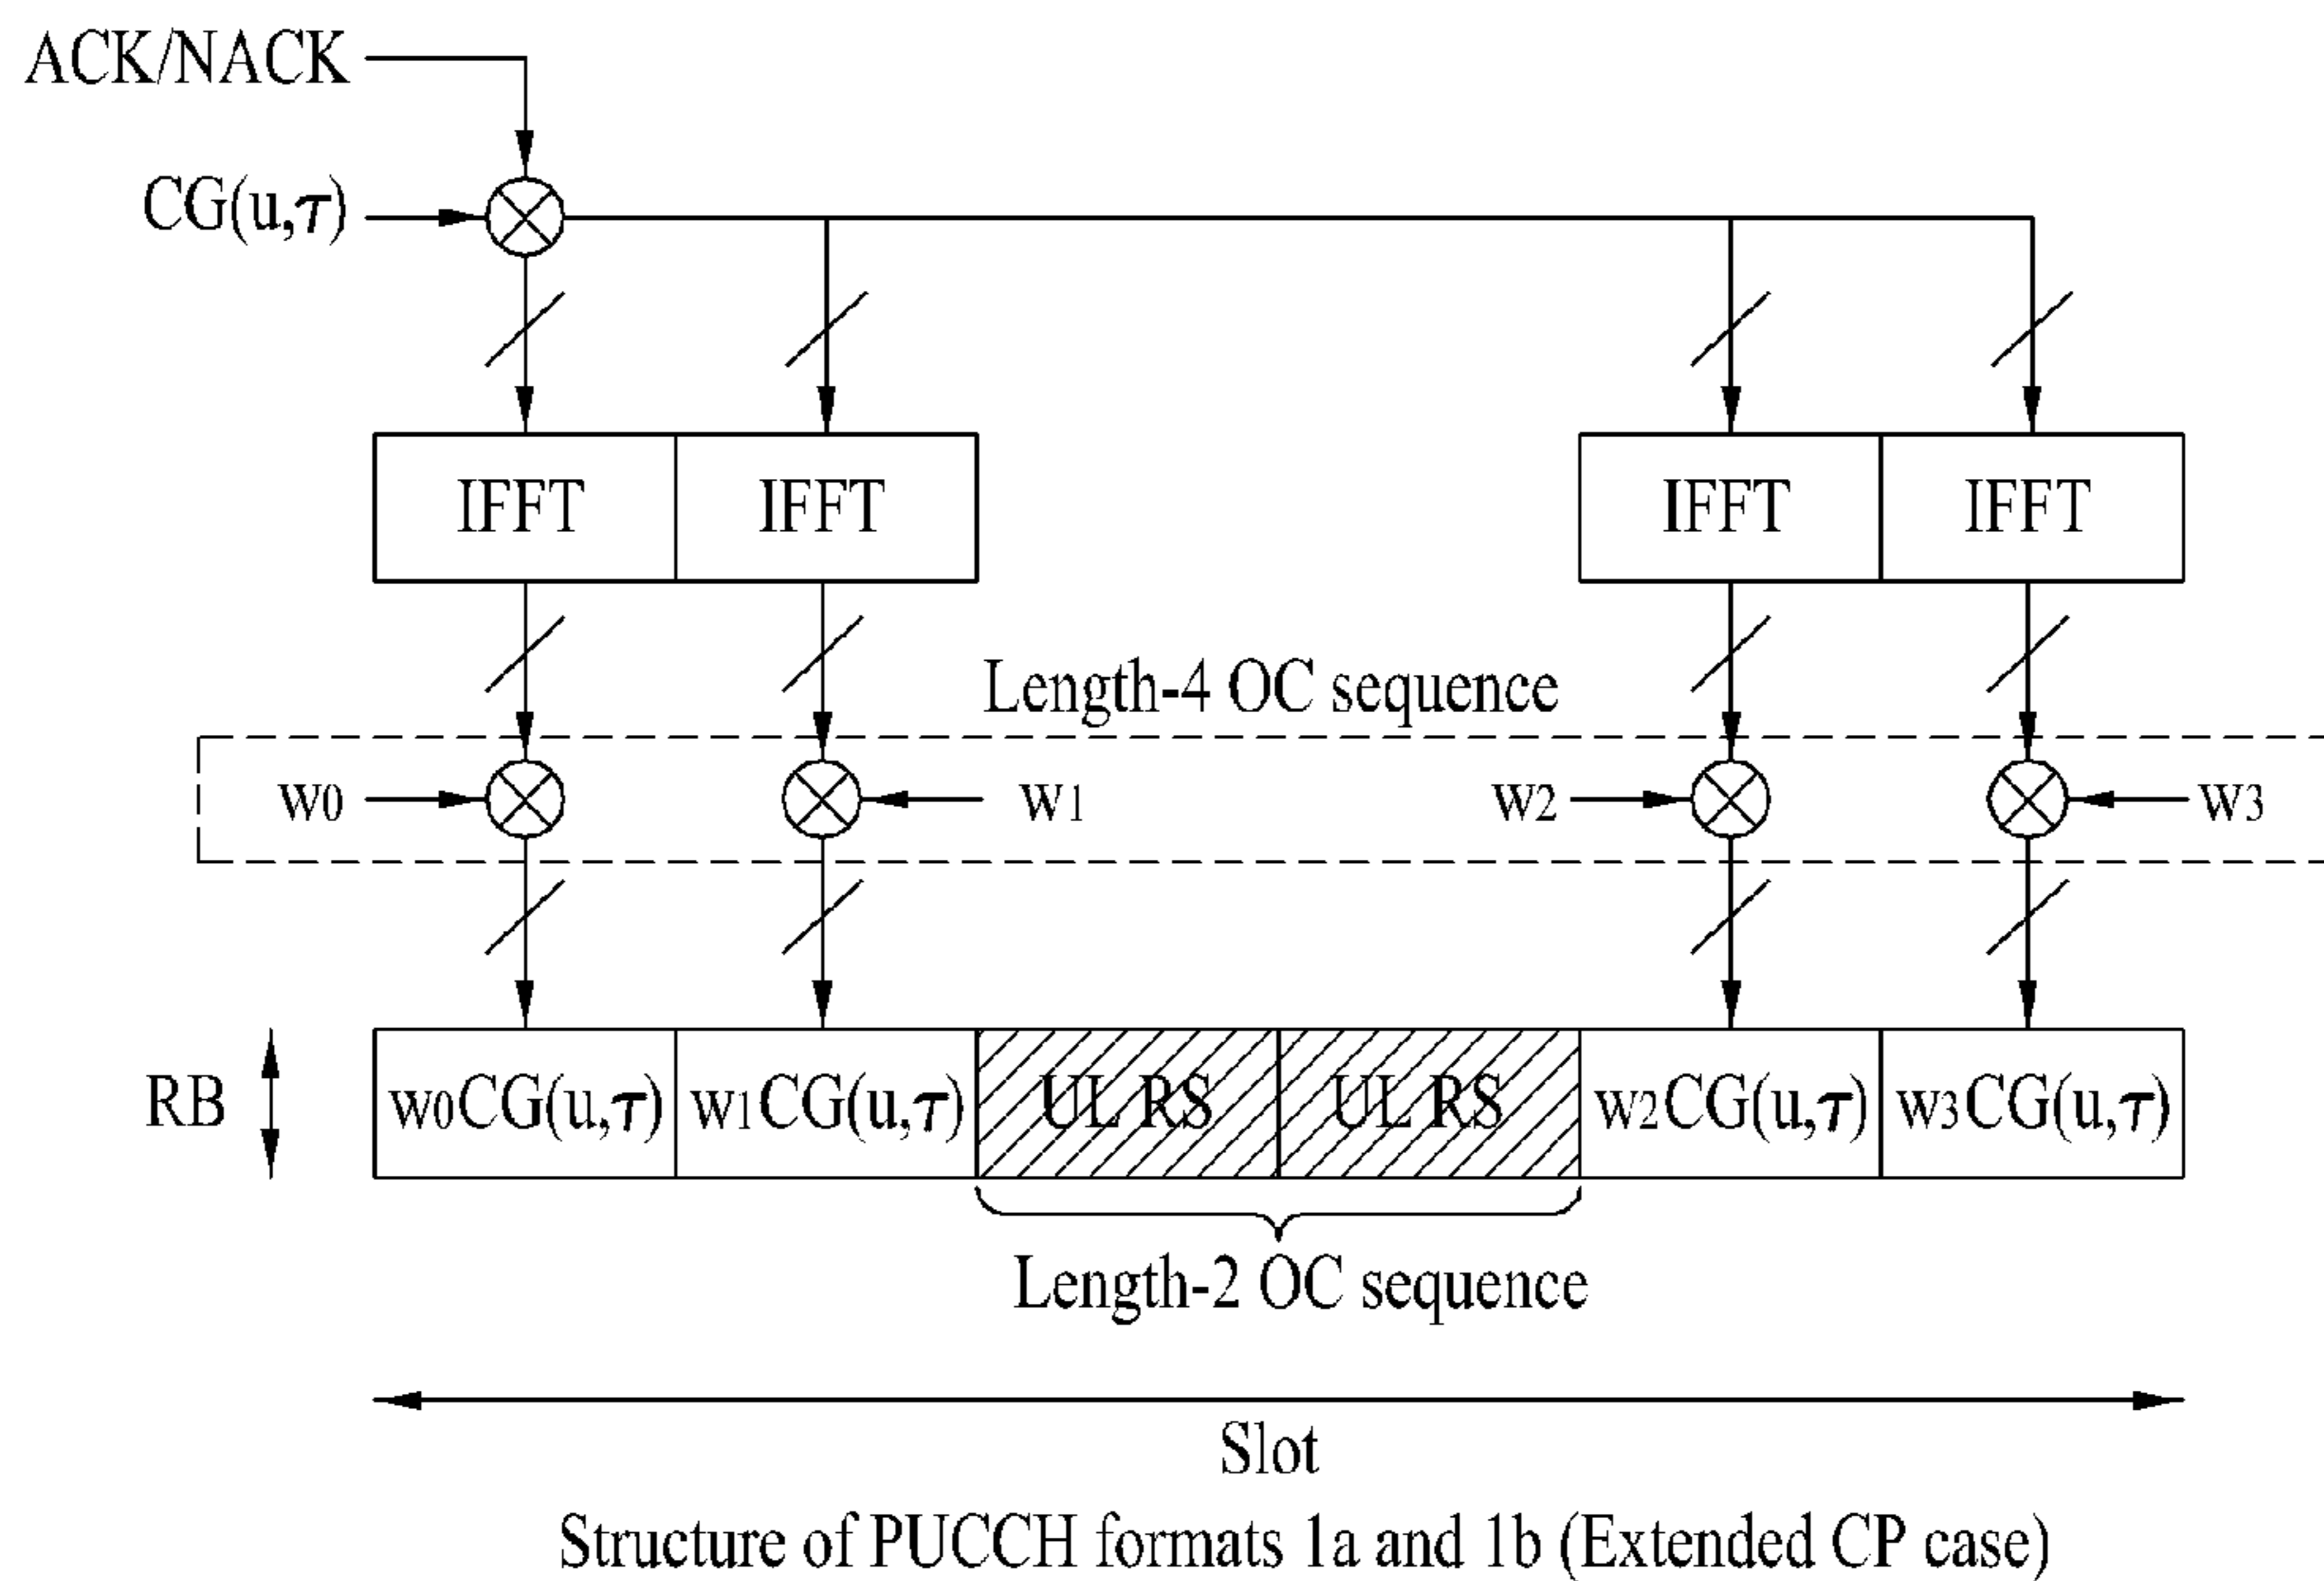 ACK/NACK
CG(u,τ)
IFFT IFFT IFFT IFFT
Length-4 OC sequence
w0 w1 w2 w3
RB w0CG(u,τ) w1CG(u,τ) UL RS UL RS w2CG(u,τ) w3CG(u,τ)
Length-2 OC sequence
Slot
Structure of PUCCH formats 1a and 1b (Extended CP case)